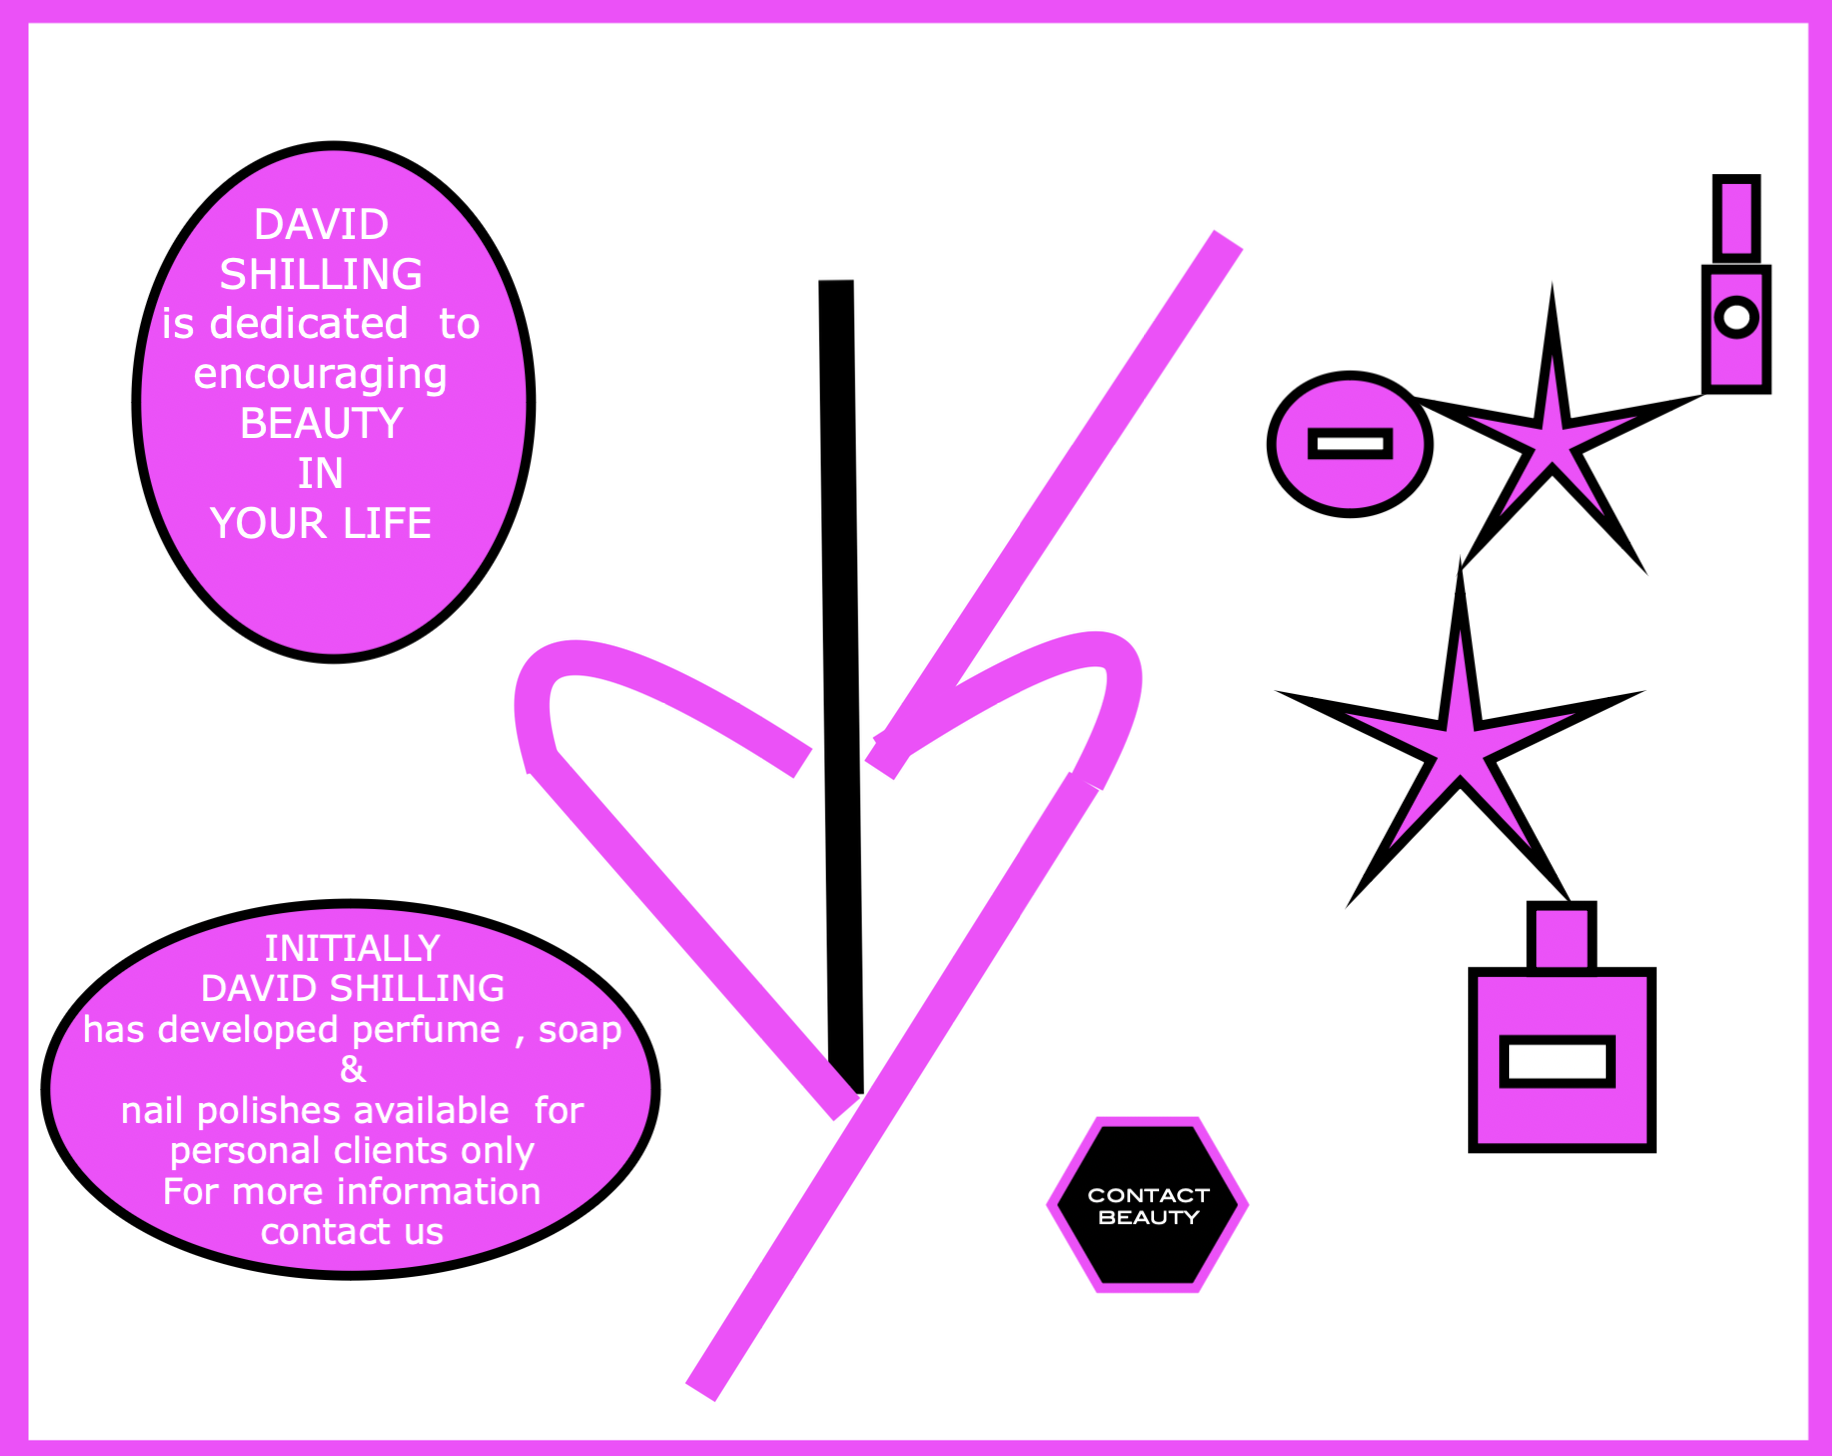 DAVID
SHILLING
is dedicated  to
encouraging
BEAUTY
IN
YOUR LIFE
INITIALLY
DAVID SHILLING
has developed perfume , soap
&
nail polishes available  for
personal clients only
For more information
contact us
CONTACT
BEAUTY